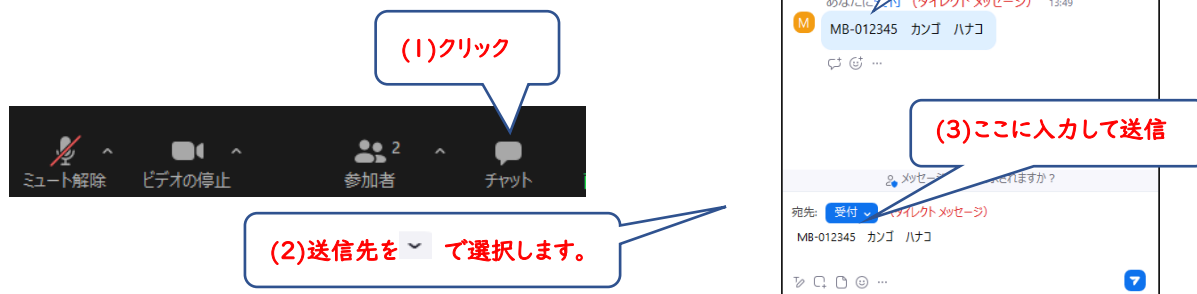 (1)クリック
2
ミュート解除 ビデオの停止 参加者 チャット
(2)送信先を で選択します。
あなたに受付 (ダイレクト メッセージ) 13:49
M
MB-012345 カンゴ ハナコ
(3)ここに入力して送信
されますか?
宛先: 受付 (ダイレクト メッセージ)
MB-012345 カンゴ ハナコ